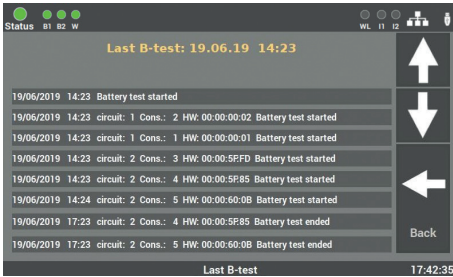 Status B1 B2 W WL I1 I2
Last B-test: 19.06.19 14:23
19/06/2019 14:23 Battery test started
19/06/2019 14:23 circuit: 1 Cons.: 2 HW: 00:00:00:02 Battery test started
19/06/2019 14:23 circuit: 1 Cons.: 1 HW: 00:00:00:01 Battery test started
19/06/2019 14:23 circuit: 2 Cons.: 3 HW: 00:00:5F:FD Battery test started
19/06/2019 14:23 circuit: 2 Cons.: 4 HW: 00:00:5F:85 Battery test started
19/06/2019 14:24 circuit: 2 Cons.: 5 HW: 00:00:60:0B Battery test started
19/06/2019 17:23 circuit: 2 Cons.: 4 HW: 00:00:5F:85 Battery test ended
19/06/2019 17:23 circuit: 2 Cons.: 5 HW: 00:00:60:0B Battery test ended
Back
Last B-test 17:42:35